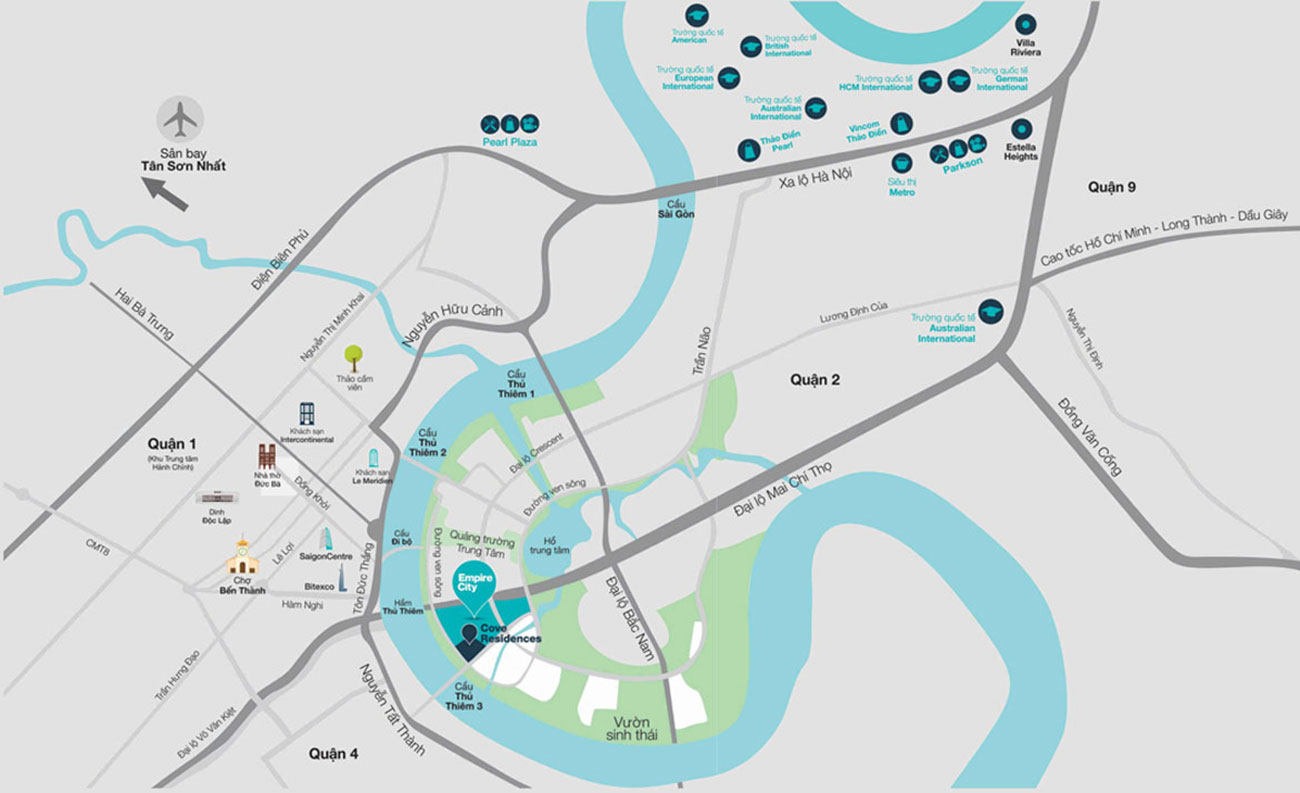 Trường quốc tế
American
Trường quốc tế
British
International
Villa
Riviera
Trường quốc tế
European
International
Trường quốc tế
HCM International
Trường quốc tế
German
International
Trường quốc tế
Australian
International
Pearl Plaza
Thảo Điền
Pearl
Vincom
Thảo Điền
Siêu thị
Metro
Parkson
Estella
Heights
Sân bay
Tân Sơn Nhất
Xa lộ Hà Nội
Quận 9
Cầu
Sài Gòn
Cao tốc Hồ Chí Minh - Long Thành - Dầu Giây
Điện Biên Phủ
Hai Bà Trưng
Nguyễn Thị Minh Khai
Nguyễn Hữu Cảnh
Lương Định Của
Trường quốc tế
Australian
International
Nguyễn Thị Định
Trần Não
Thảo cầm
viên
Cầu
Thủ
Thiêm 1
Quận 2
Khách sạn
Intercontinental
Quận 1
(Khu Trung tâm
Hành Chính)
Nhà thờ
Đức Bà
Khách sạn
Le Meridien
Cầu
Thủ
Thiêm 2
Đại lộ Crescent
Đồng Văn Cống
Đường ven sông
Đại lộ Mai Chí Thọ
Đồng Khởi
Dinh
Độc Lập
CMT8
Lê Lợi
SaigonCentre
Cầu
Đi bộ
Đường ven sông
Quảng trường
Trung Tâm
Hồ
trung tâm
Chợ
Bến Thành
Bitexco
Hàm Nghi
Tôn Đức Thắng
Hầm
Thủ Thiêm
Empire
City
Cove
Residences
Đại lộ Bắc Nam
Trần Hưng Đạo
Đại lộ Võ Văn Kiệt
Nguyễn Tất Thành
Cầu
Thủ
Thiêm 3
Vườn
sinh thái
Quận 4